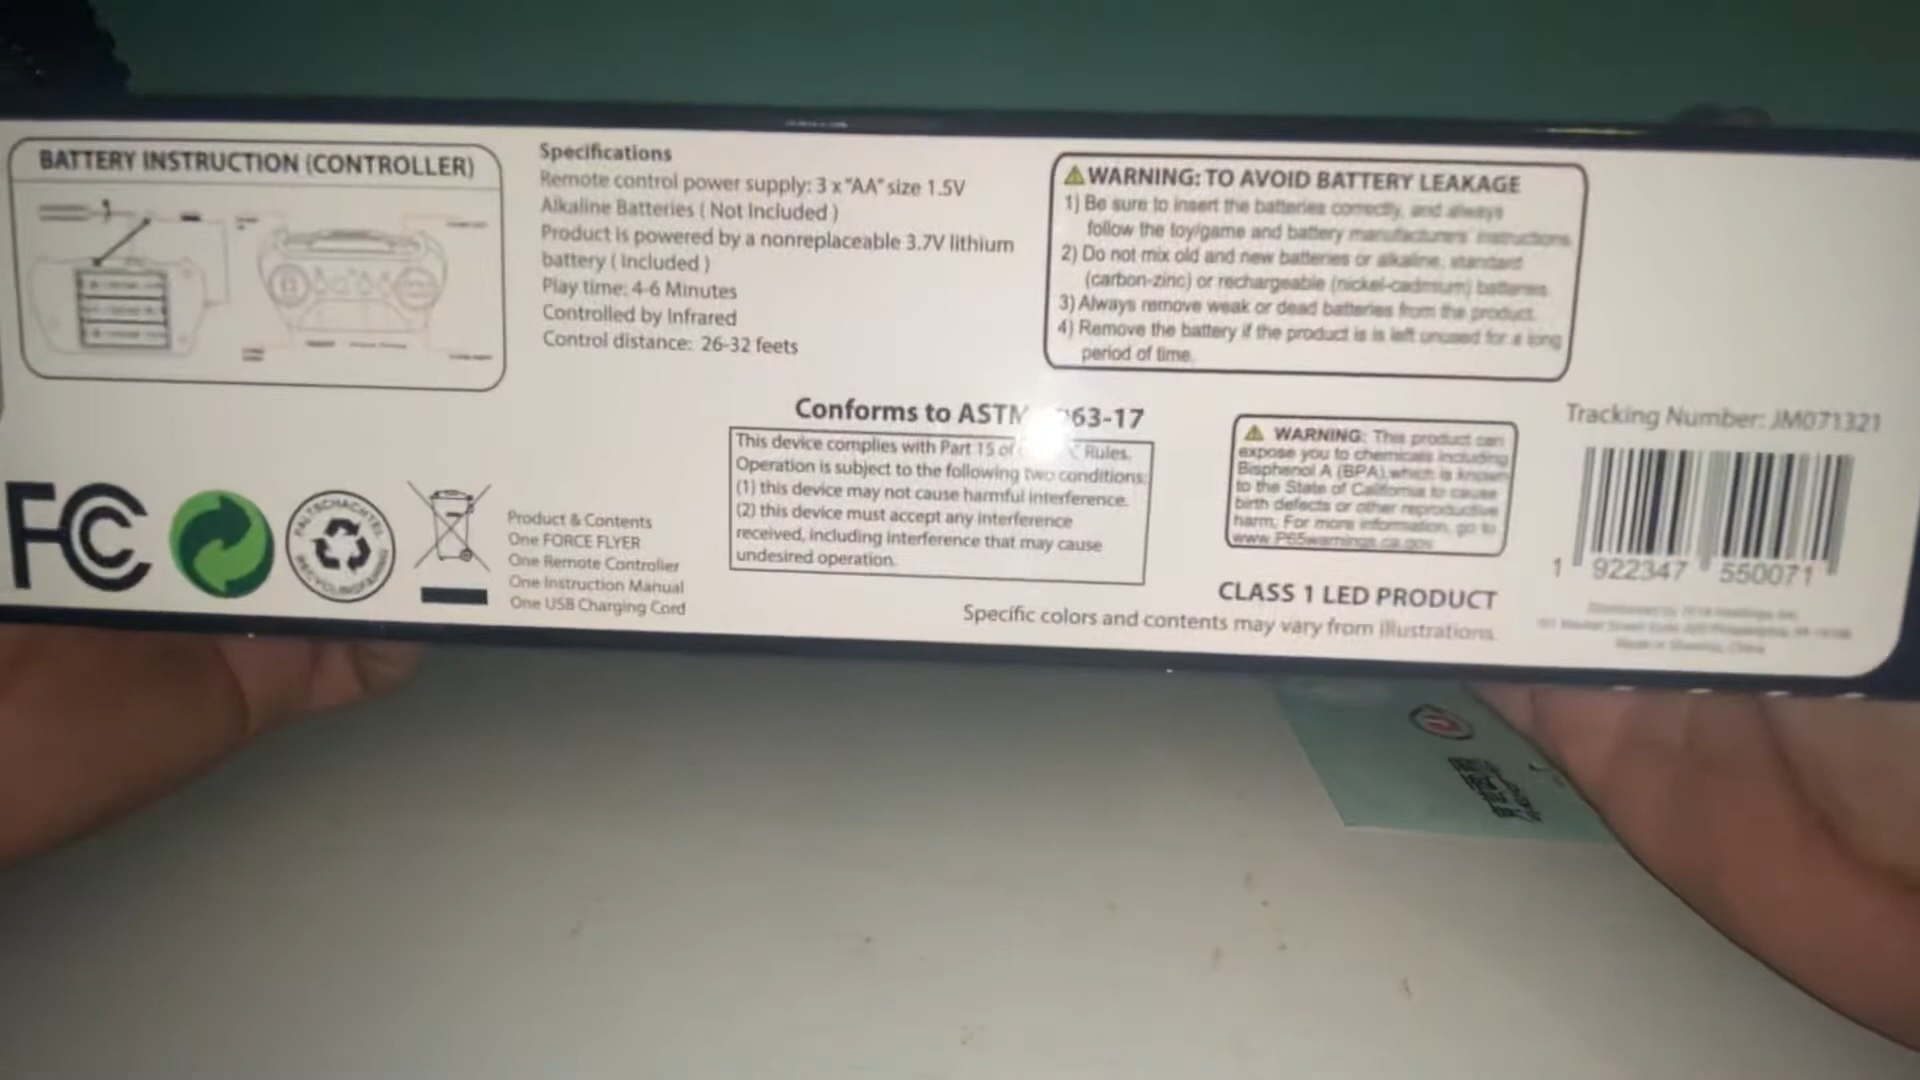 BATTERY INSTRUCTION (CONTROLLER)
Specifications
Remote control power supply: 3 x "AA" size 1.5V
Alkaline Batteries ( Not Included )
Product is powered by a nonreplaceable 3.7V lithium
battery ( Included )
Play time: 4-6 Minutes
Controlled by Infrared
Control distance: 26-32 feets
WARNING: TO AVOID BATTERY LEAKAGE
1) Be sure to insert the batteries correctly, and always
follow the toy/game and battery manufacturers instructions.
2) Do not mix old and new batteries or alkaline, standard
(carbon-zinc) or rechargeable (nickel-cadmium) batteries.
3) Always remove weak or dead batteries from the product.
4) Remove the battery if the product is is left unused for a long
period of time.
Conforms to ASTM 63-17
This device complies with Part 15 of Rules.
Operation is subject to the following two conditions:
(1) this device may not cause harmful interference.
(2) this device must accept any interference
received, including interference that may cause
undesired operation.
WARNING: This product can
expose you to chemicals including
Bisphenol A (BPA), which is known
to the State of California to cause
birth defects or other reproductive
harm. For more information, go to
www.P65warnings.ca.gov
Tracking Number: JM071321
1 922347 550071
FC
Product & Contents
One FORCE FLYER
One Remote Controller
One Instruction Manual
One USB Charging Cord
CLASS 1 LED PRODUCT
Specific colors and contents may vary from illustrations.